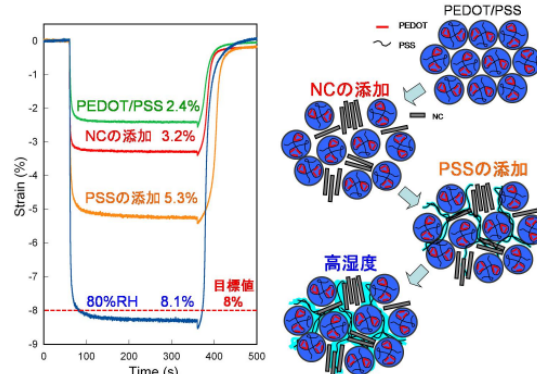 0
-1
-2
-3
-4
-5
-6
-7
-8
-9
Strain (%)
0
100
200
300
400
500
Time (s)
PEDOT/PSS 2.4%
NCの添加 3.2%
PSSの添加 5.3%
80%RH 8.1%
目標値
8%
PEDOT
PSS
PEDOT/PSS
NCの添加
NC
PSSの添加
高湿度